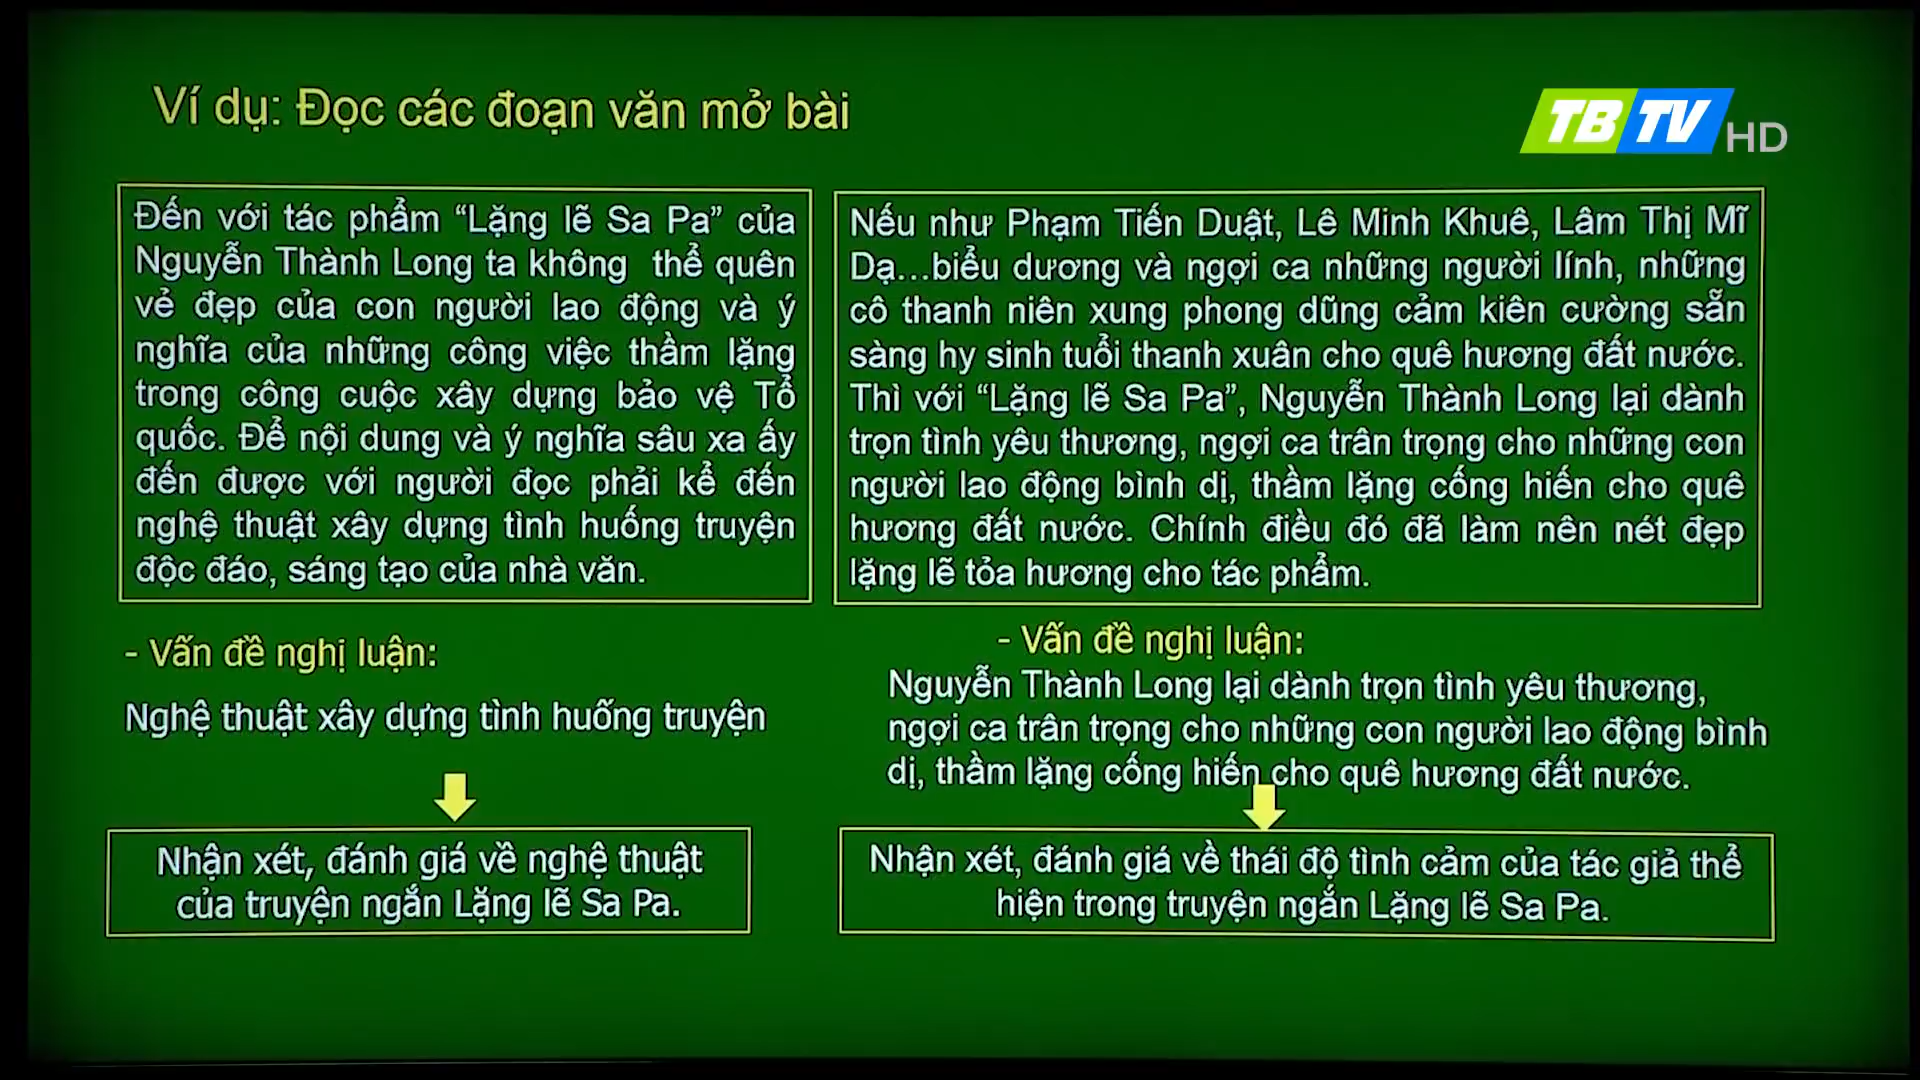 Ví dụ: Đọc các đoạn văn mở bài
TBTV HD
Đến với tác phẩm “Lặng lẽ Sa Pa” của
Nguyễn Thành Long ta không thể quên
vẻ đẹp của con người lao động và ý
nghĩa của những công việc thầm lặng
trong công cuộc xây dựng bảo vệ Tổ
quốc. Để nội dung và ý nghĩa sâu xa ấy
đến được với người đọc phải kể đến
nghệ thuật xây dựng tình huống truyện
độc đáo, sáng tạo của nhà văn.
- Vấn đề nghị luận:
Nghệ thuật xây dựng tình huống truyện
Nhận xét, đánh giá về nghệ thuật
của truyện ngắn Lặng lẽ Sa Pa.
Nếu như Phạm Tiến Duật, Lê Minh Khuê, Lâm Thị Mĩ
Dạ...biểu dương và ngợi ca những người lính, những
cô thanh niên xung phong dũng cảm kiên cường sẵn
sàng hy sinh tuổi thanh xuân cho quê hương đất nước.
Thì với “Lặng lẽ Sa Pa”, Nguyễn Thành Long lại dành
trọn tình yêu thương, ngợi ca trân trọng cho những con
người lao động bình dị, thầm lặng cống hiến cho quê
hương đất nước. Chính điều đó đã làm nên nét đẹp
lặng lẽ tỏa hương cho tác phẩm.
- Vấn đề nghị luận:
Nguyễn Thành Long lại dành trọn tình yêu thương,
ngợi ca trân trọng cho những con người lao động bình
dị, thầm lặng cống hiến cho quê hương đất nước.
Nhận xét, đánh giá về thái độ tình cảm của tác giả thể
hiện trong truyện ngắn Lặng lẽ Sa Pa.